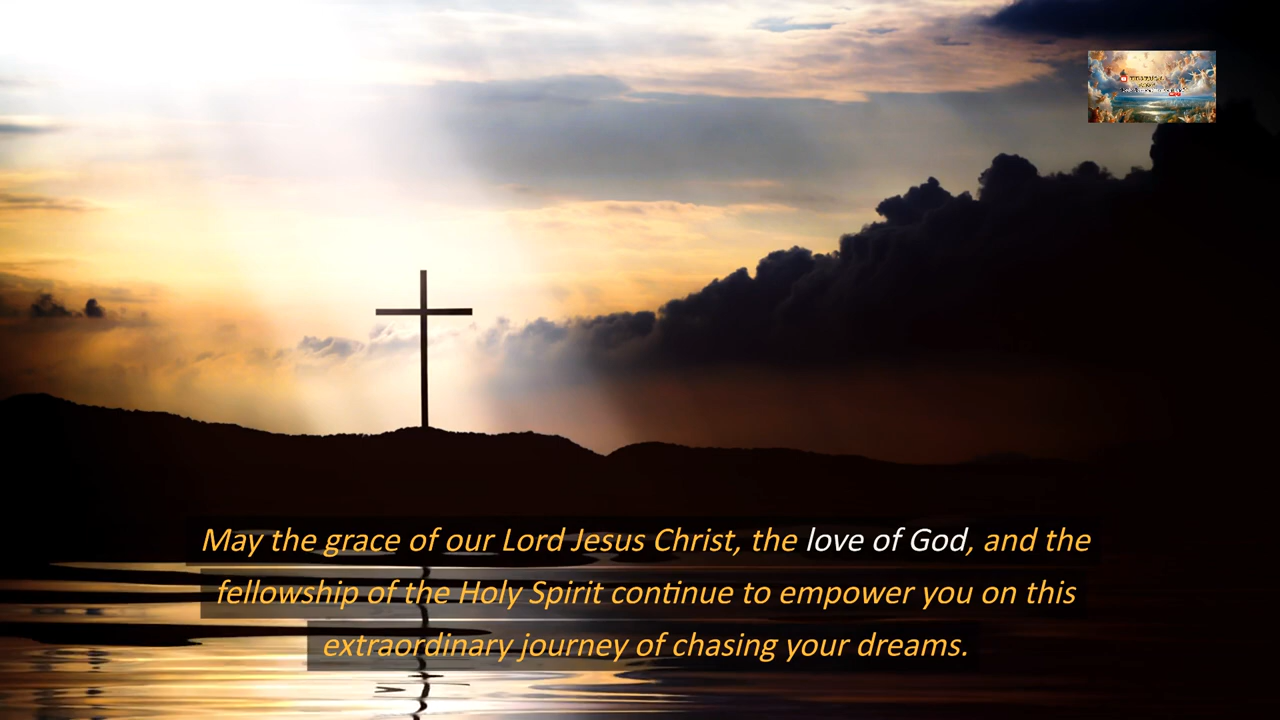 May the grace of our Lord Jesus Christ, the love of God, and the
fellowship of the Holy Spirit continue to empower you on this
extraordinary journey of chasing your dreams.